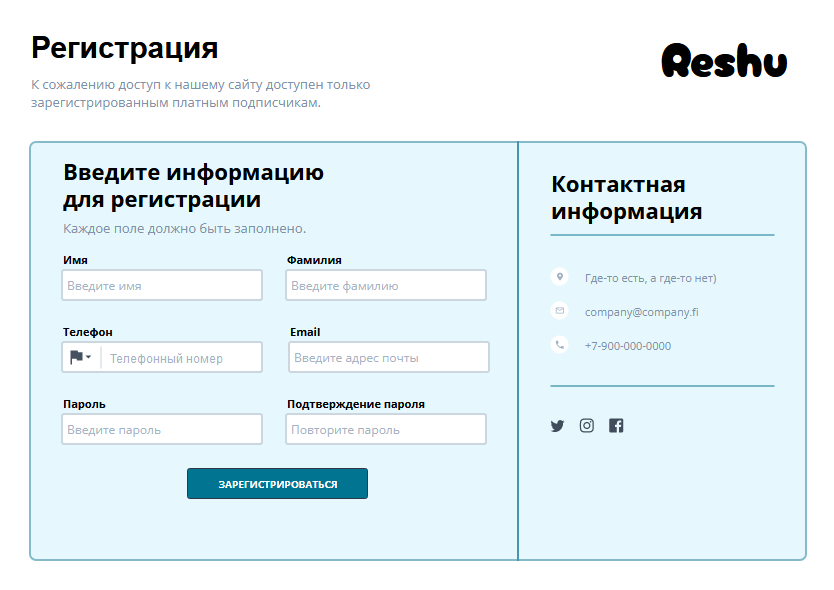 Регистрация
Reshu
К сожалению доступ к нашему сайту доступен только
зарегистрированным платным подписчикам.
Введите информацию
для регистрации
Каждое поле должно быть заполнено.
Имя
Фамилия
Введите имя
Введите фамилию
Телефон
Email
Телефонный номер
Введите адрес почты
Пароль
Подтверждение пароля
Введите пароль
Повторите пароль
ЗАРЕГИСТРИРОВАТЬСЯ
Контактная
информация
Где-то есть, а где-то нет)
company@company.fi
+7-900-000-0000